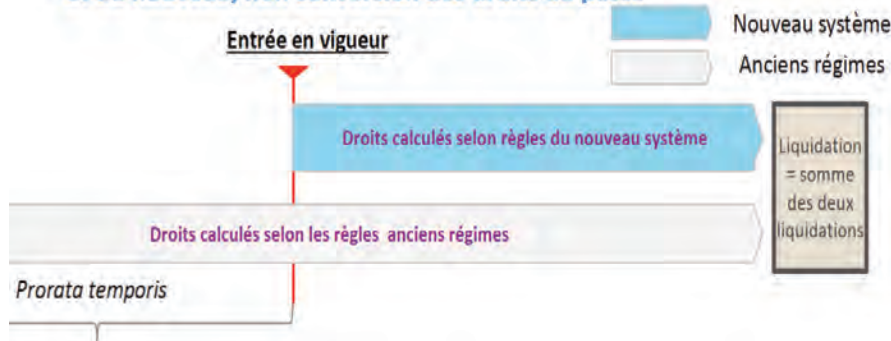 Entrée en vigueur
Nouveau système
Anciens régimes
Droits calculés selon règles du nouveau système
Liquidation
= somme
des deux
liquidations
Droits calculés selon les règles anciens régimes
Prorata temporis